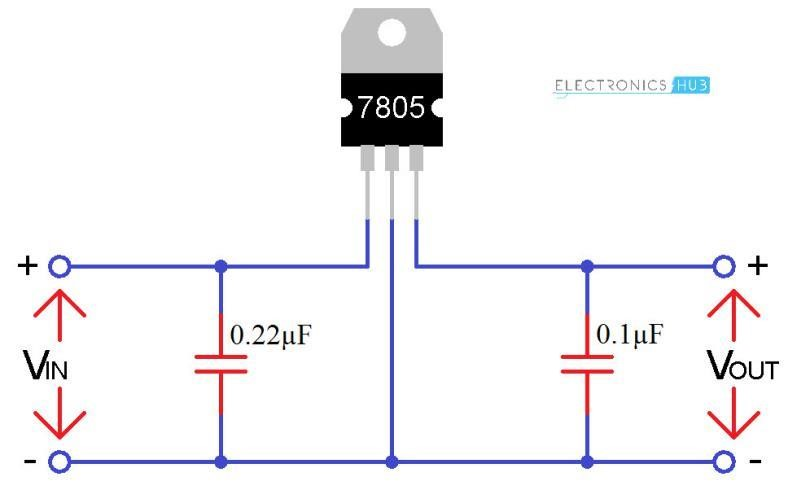 7805
ELECTRONICS HUB
+
+
0.22µF
0.1µF
VIN
VOUT
-
-